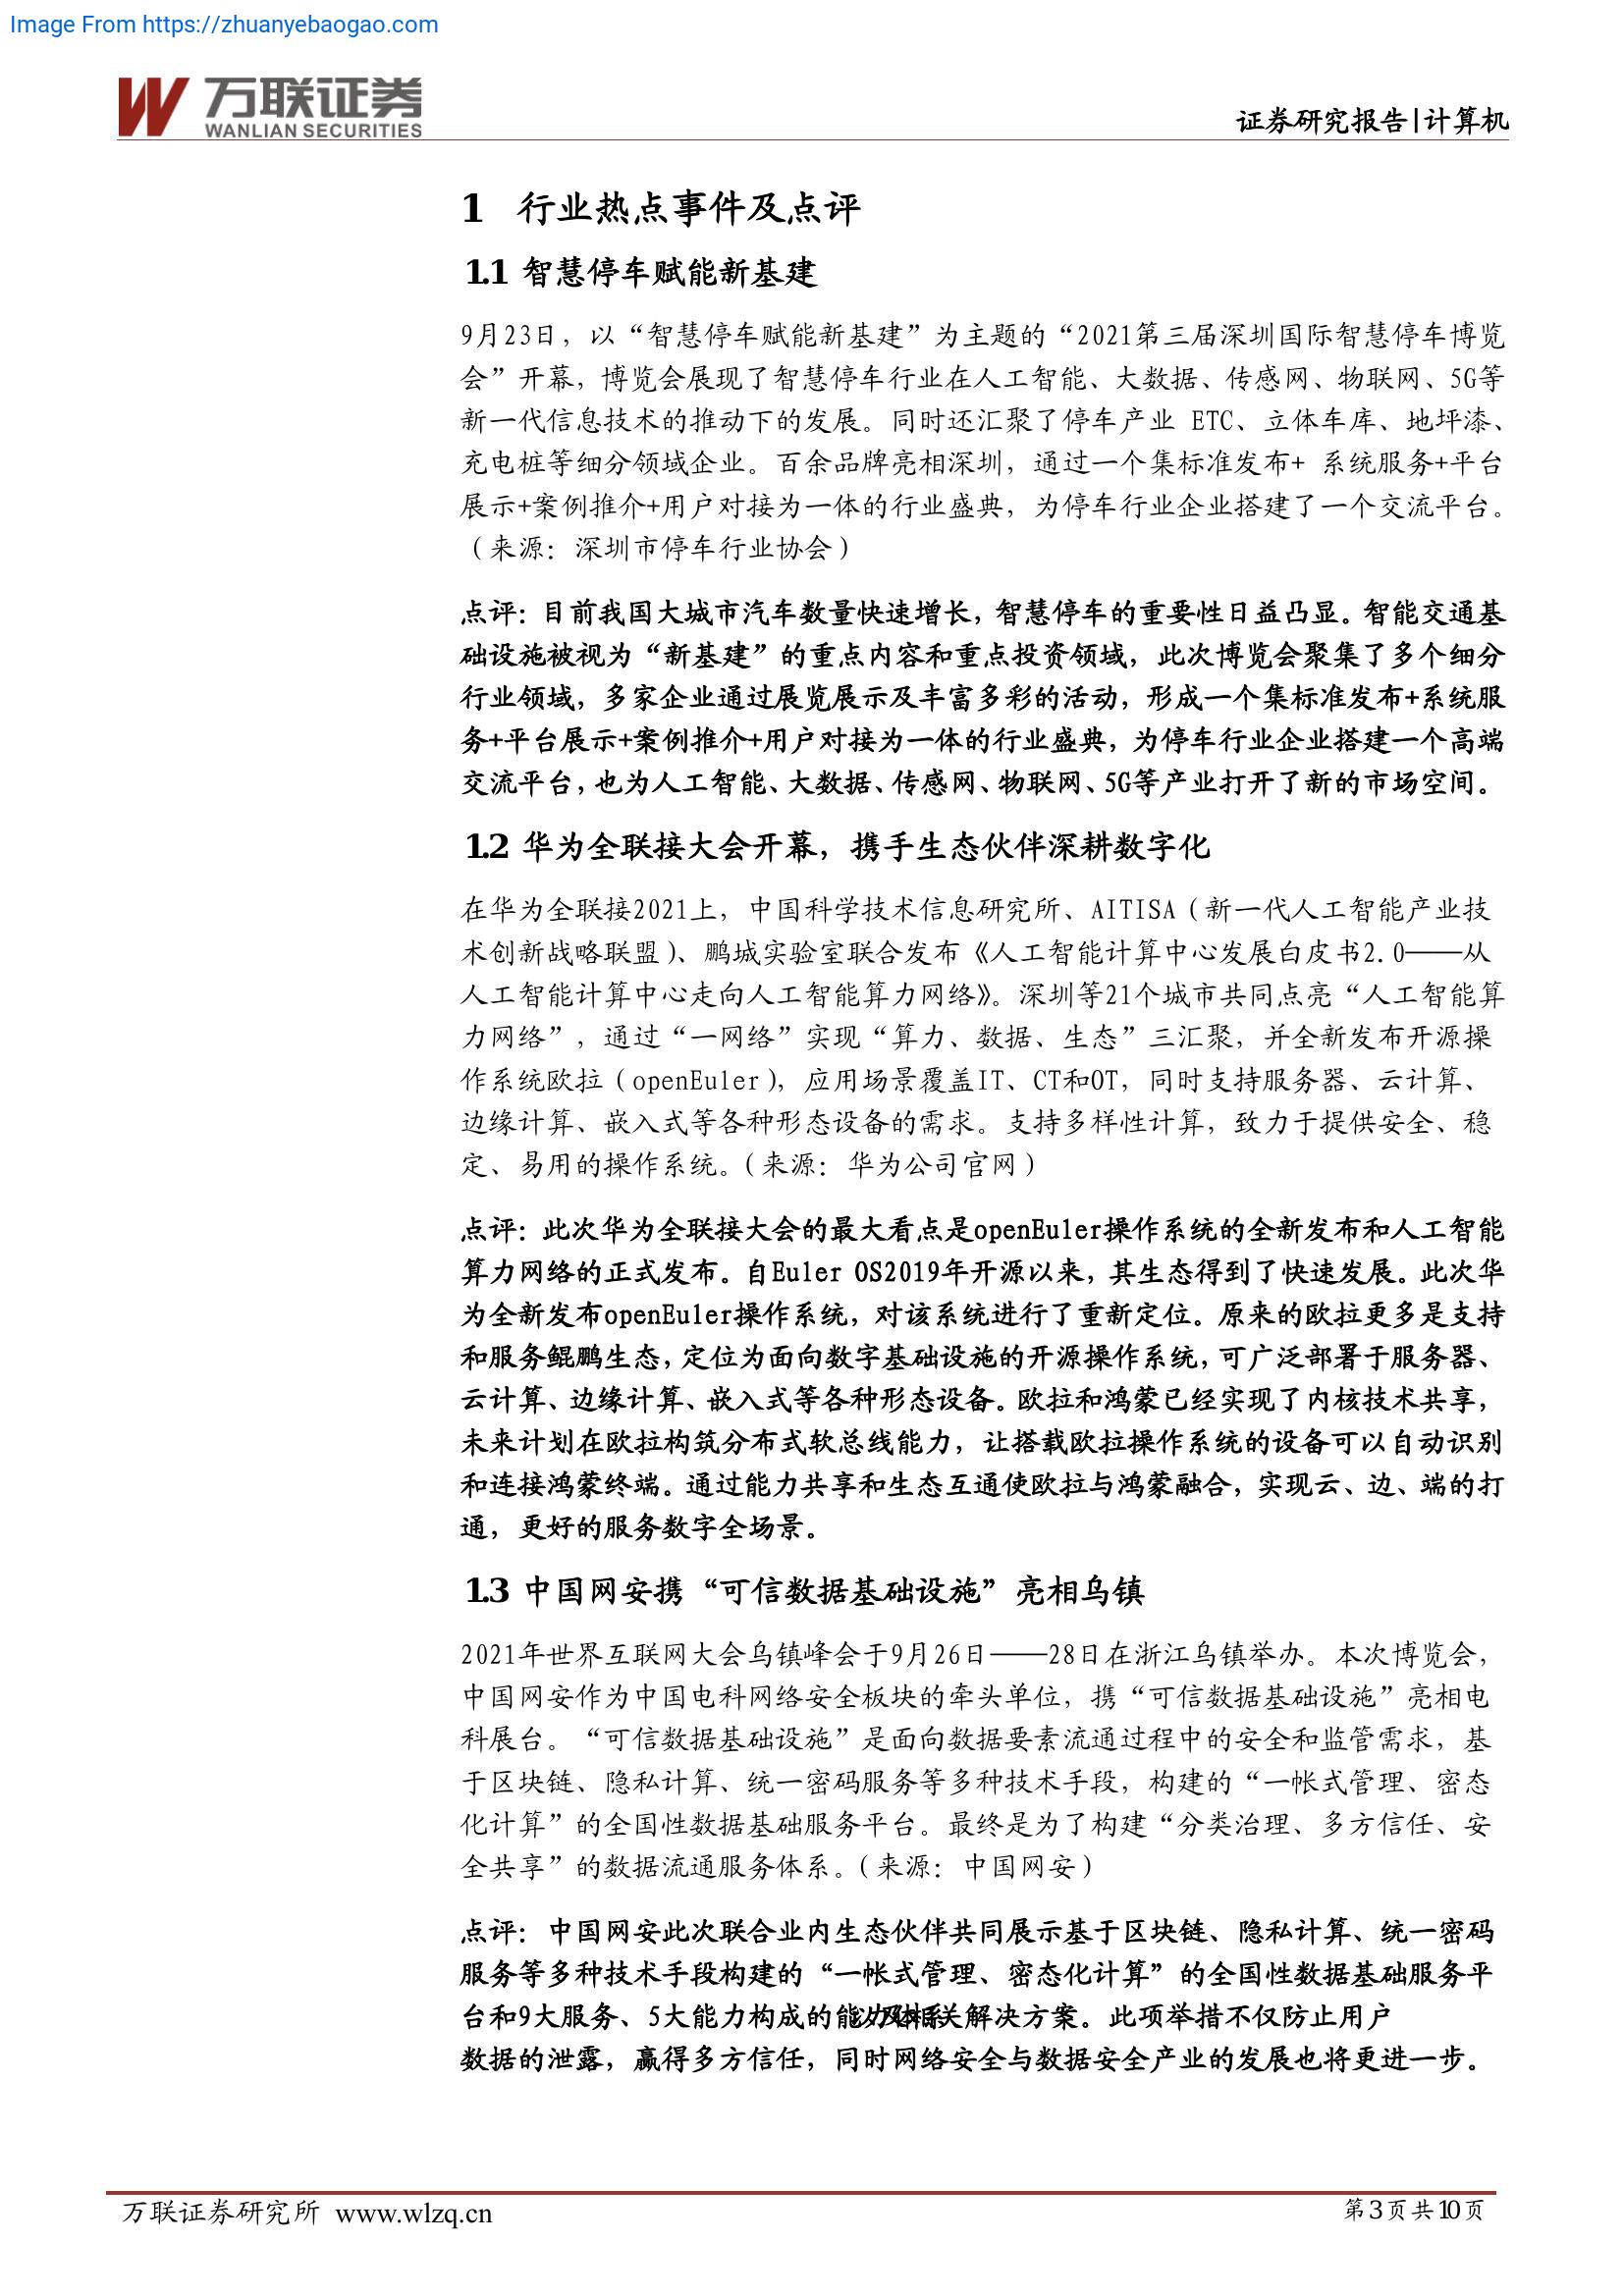 Image From https://zhuanyebaogao.com
万联证券
WANLIAN SECURITIES
证券研究报告|计算机
1 行业热点事件及点评
1.1 智慧停车赋能新基建
9月23日，以“智慧停车赋能新基建”为主题的“2021第三届深圳国际智慧停车博览
会”开幕，博览会展现了智慧停车行业在人工智能、大数据、传感网、物联网、5G等
新一代信息技术的推动下的发展。同时还汇聚了停车产业 ETC、立体车库、地坪漆、
充电桩等细分领域企业。百余品牌亮相深圳，通过一个集标准发布+ 系统服务+平台
展示+案例推介+用户对接为一体的行业盛典，为停车行业企业搭建了一个交流平台。
（来源：深圳市停车行业协会）
点评：目前我国大城市汽车数量快速增长，智慧停车的重要性日益凸显。智能交通基
础设施被视为“新基建”的重点内容和重点投资领域，此次博览会聚集了多个细分
行业领域，多家企业通过展览展示及丰富多彩的活动，形成一个集标准发布+系统服
务+平台展示+案例推介+用户对接为一体的行业盛典，为停车行业企业搭建一个高端
交流平台，也为人工智能、大数据、传感网、物联网、5G等产业打开了新的市场空间。
1.2 华为全联接大会开幕，携手生态伙伴深耕数字化
在华为全联接2021上，中国科学技术信息研究所、AITISA（新一代人工智能产业技
术创新战略联盟）、鹏城实验室联合发布《人工智能计算中心发展白皮书2.0——从
人工智能计算中心走向人工智能算力网络》。深圳等21个城市共同点亮“人工智能算
力网络”，通过“一网络”实现“算力、数据、生态”三汇聚，并全新发布开源操
作系统欧拉（openEuler），应用场景覆盖IT、CT和OT，同时支持服务器、云计算、
边缘计算、嵌入式等各种形态设备的需求。支持多样性计算，致力于提供安全、稳
定、易用的操作系统。（来源：华为公司官网）
点评：此次华为全联接大会的最大看点是openEuler操作系统的全新发布和人工智能
算力网络的正式发布。自Euler OS2019年开源以来，其生态得到了快速发展。此次华
为全新发布openEuler操作系统，对该系统进行了重新定位。原来的欧拉更多是支持
和服务鲲鹏生态，定位为面向数字基础设施的开源操作系统，可广泛部署于服务器、
云计算、边缘计算、嵌入式等各种形态设备。欧拉和鸿蒙已经实现了内核技术共享，
未来计划在欧拉构筑分布式软总线能力，让搭载欧拉操作系统的设备可以自动识别
和连接鸿蒙终端。通过能力共享和生态互通使欧拉与鸿蒙融合，实现云、边、端的打
通，更好的服务数字全场景。
1.3 中国网安携“可信数据基础设施”亮相乌镇
2021年世界互联网大会乌镇峰会于9月26日——28日在浙江乌镇举办。本次博览会，
中国网安作为中国电科网络安全板块的牵头单位，携“可信数据基础设施”亮相电
科展台。“可信数据基础设施”是面向数据要素流通过程中的安全和监管需求，基
于区块链、隐私计算、统一密码服务等多种技术手段，构建的“一帐式管理、密态
化计算”的全国性数据基础服务平台。最终是为了构建“分类治理、多方信任、安
全共享”的数据流通服务体系。（来源：中国网安）
点评：中国网安此次联合业内生态伙伴共同展示基于区块链、隐私计算、统一密码
服务等多种技术手段构建的“一帐式管理、密态化计算”的全国性数据基础服务平
台和9大服务、5大能力构成的能力体系以及相关解决方案。此项举措不仅防止用户
数据的泄露，赢得多方信任，同时网络安全与数据安全产业的发展也将更进一步。
万联证券研究所 www.wlzq.cn
第3页共10页